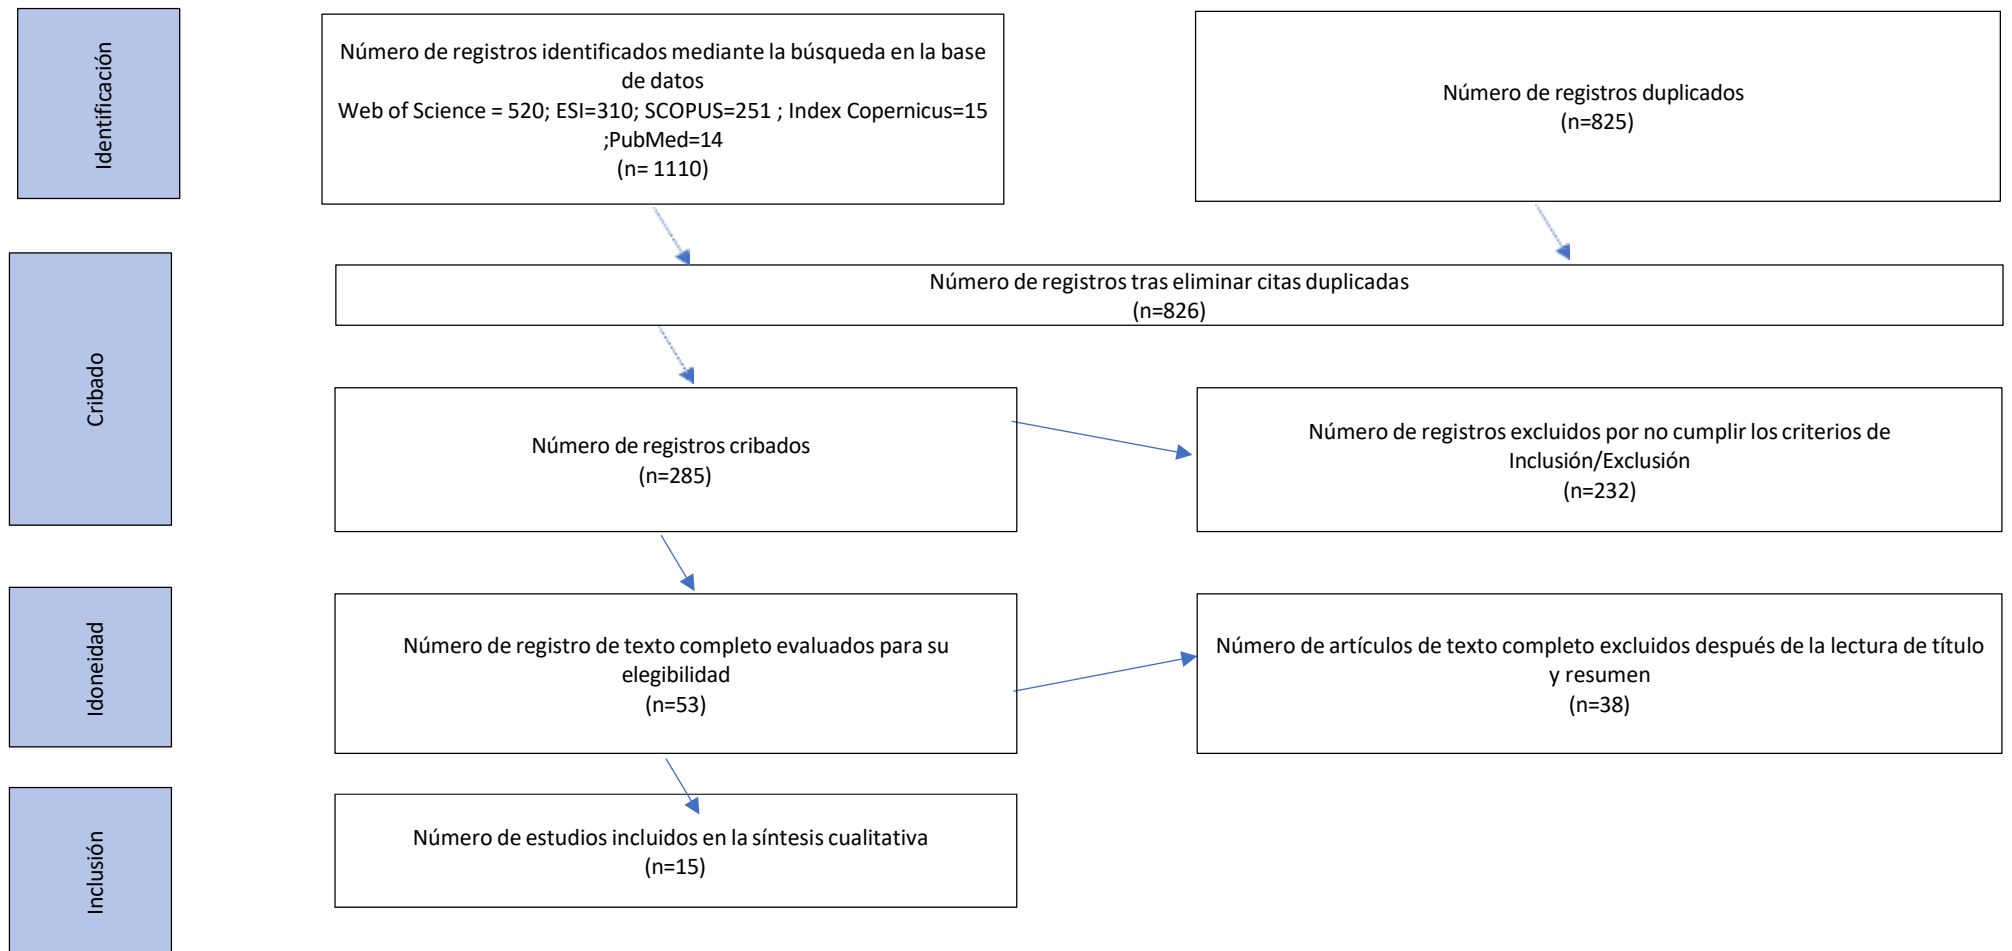 Identificación
Número de registros identificados mediante la búsqueda en la base
de datos
Web of Science = 520; ESI=310; SCOPUS=251 ; Index Copernicus=15
;PubMed=14
(n= 1110)
Número de registros duplicados
(n=825)
Cribado
Número de registros tras eliminar citas duplicadas
(n=826)
Número de registros cribados
(n=285)
Número de registros excluidos por no cumplir los criterios de
Inclusión/Exclusión
(n=232)
Idoneidad
Número de registro de texto completo evaluados para su
elegibilidad
(n=53)
Número de artículos de texto completo excluidos después de la lectura de título
y resumen
(n=38)
Inclusión
Número de estudios incluidos en la síntesis cualitativa
(n=15)